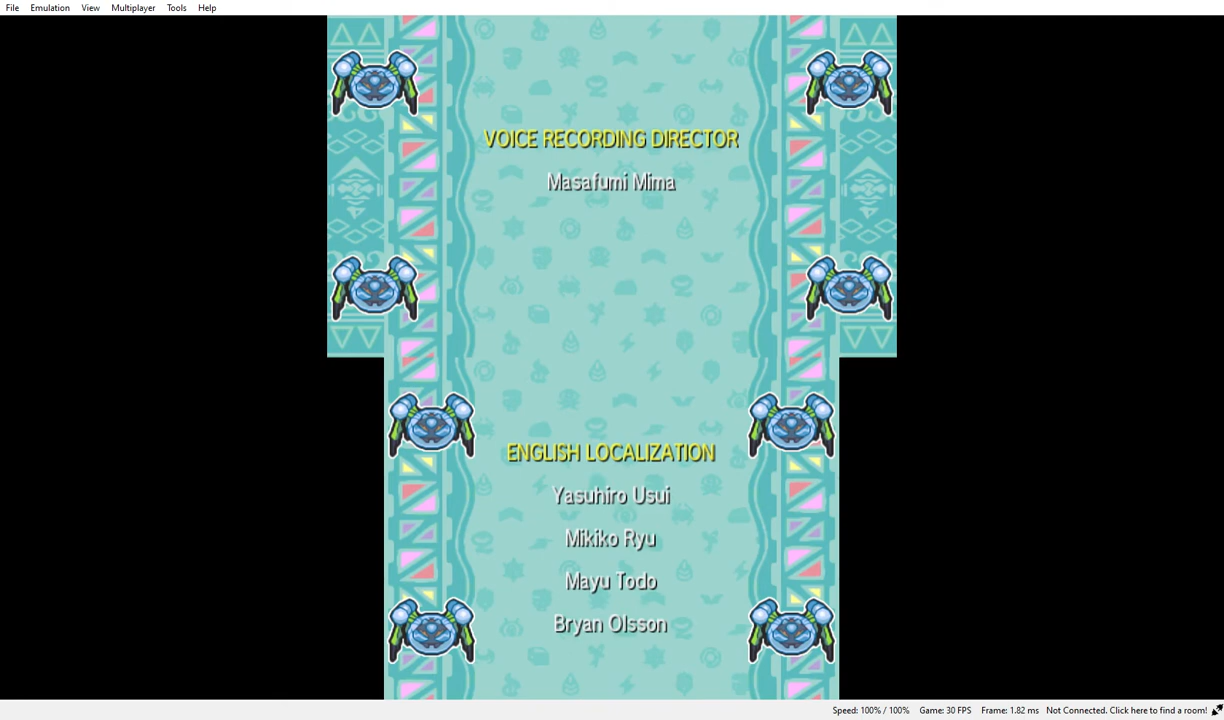 File Emulation View Multiplayer Tools Help
VOICE RECORDING DIRECTOR
Masafumi Mima
ENGLISH LOCALIZATION
Yasuhiro Usui
Mikiko Ryu
Mayu Todo
Bryan Olsson
Speed: 100% / 100% Game: 30 FPS Frame: 1.82 ms Not Connected. Click here to find a room!